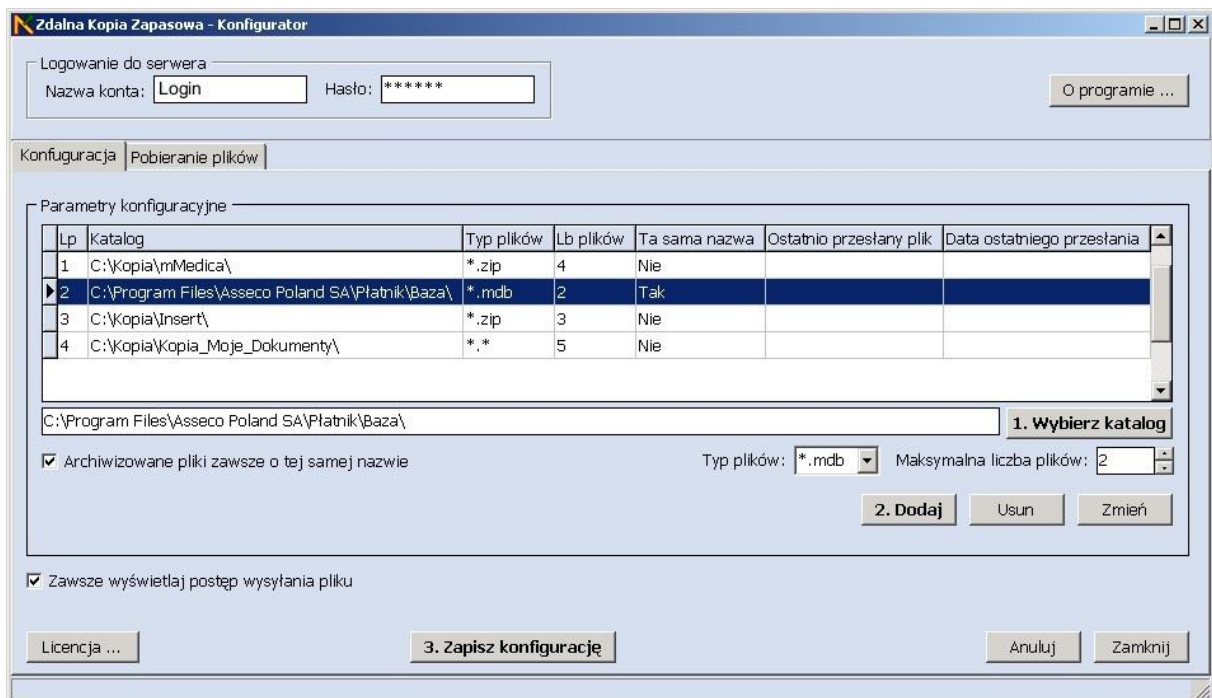 Zdalna Kopia Zapasowa - Konfigurator
Logowanie do serwera
Nazwa konta: Login Hasło: ****** O programie ...
Konfuguracja Pobieranie plików
Parametry konfiguracyjne
Lp Katalog Typ plików Lb plików Ta sama nazwa Ostatnio przesłany plik Data ostatniego przesłania
1 C:\Kopia\mMedica\ *.zip 4 Nie
2 C:\Program Files\Asseco Poland SA\Płatnik\Baza\ *.mdb 2 Tak
3 C:\Kopia\Insert\ *.zip 3 Nie
4 C:\Kopia\Kopia_Moje_Dokumenty\ *.* 5 Nie
C:\Program Files\Asseco Poland SA\Płatnik\Baza\ 1. Wybierz katalog
Archiwizowane pliki zawsze o tej samej nazwie Typ plików: *.mdb Maksymalna liczba plików: 2
2. Dodaj Usun Zmień
Zawsze wyświetlaj postęp wysyłania pliku
Licencja ... 3. Zapisz konfigurację Anuluj Zamknij